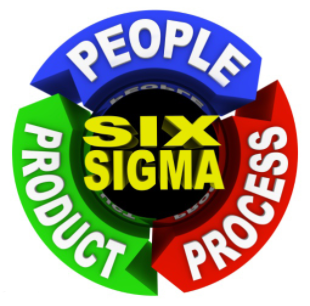 PEOPLE
SIX
SIGMA
PRODUCT
PROCESS